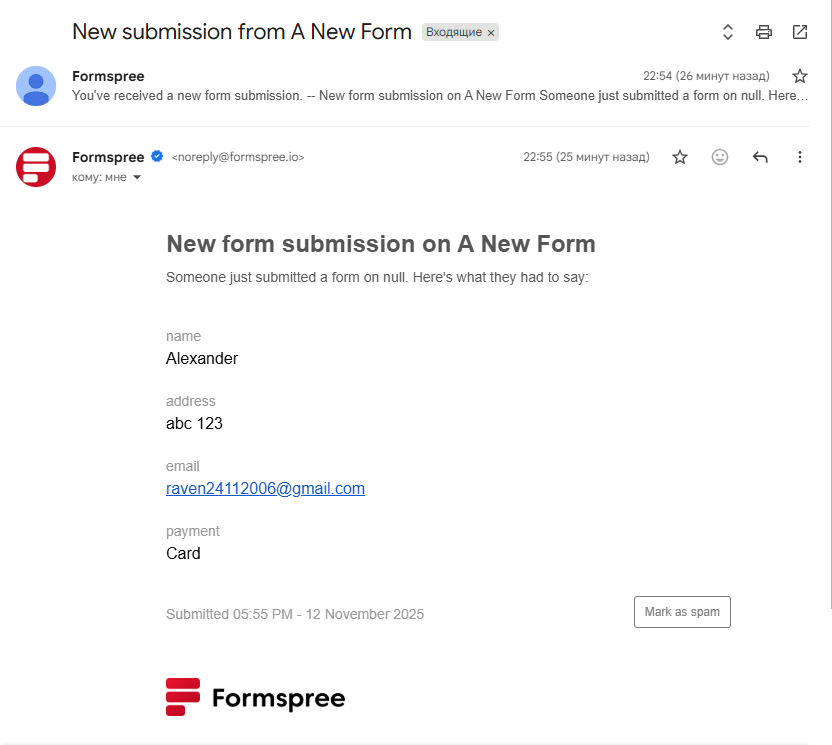 New submission from A New Form Входящие ×
Formspree 22:54 (26 минут назад)
You've received a new form submission. -- New form submission on A New Form Someone just submitted a form on null. Here...
Formspree <noreply@formspree.io> 22:55 (25 минут назад)
кому: мне
New form submission on A New Form
Someone just submitted a form on null. Here's what they had to say:
name
Alexander
address
abc 123
email
raven24112006@gmail.com
payment
Card
Submitted 05:55 PM - 12 November 2025 Mark as spam
Formspree